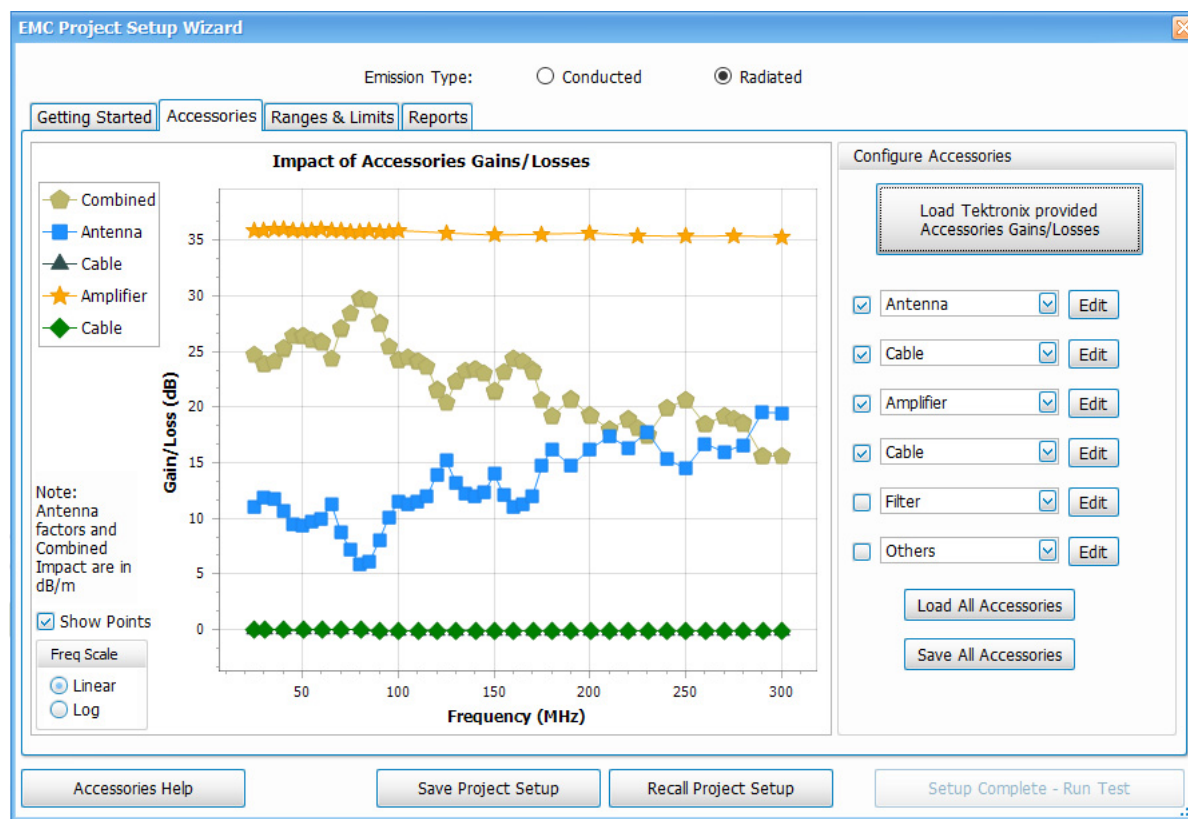 EMC Project Setup Wizard
Emission Type:
Conducted
Radiated
Getting Started
Accessories
Ranges & Limits
Reports
Impact of Accessories Gains/Losses
Combined
Antenna
Cable
Amplifier
Cable
Note:
Antenna
factors and
Combined
Impact are in
dB/m
Show Points
Freq Scale
Linear
Log
Gain/Loss (dB)
35
30
25
20
15
10
5
0
50
100
150
200
250
300
Frequency (MHz)
Configure Accessories
Load Tektronix provided
Accessories Gains/Losses
Antenna
Edit
Cable
Edit
Amplifier
Edit
Cable
Edit
Filter
Edit
Others
Edit
Load All Accessories
Save All Accessories
Accessories Help
Save Project Setup
Recall Project Setup
Setup Complete - Run Test